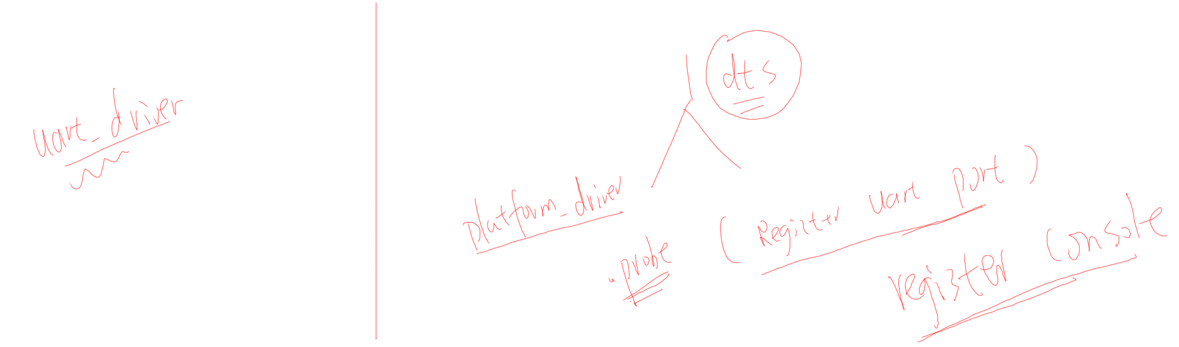 uart_driver
dts
platform_driver
.probe
(Register uart port)
register console